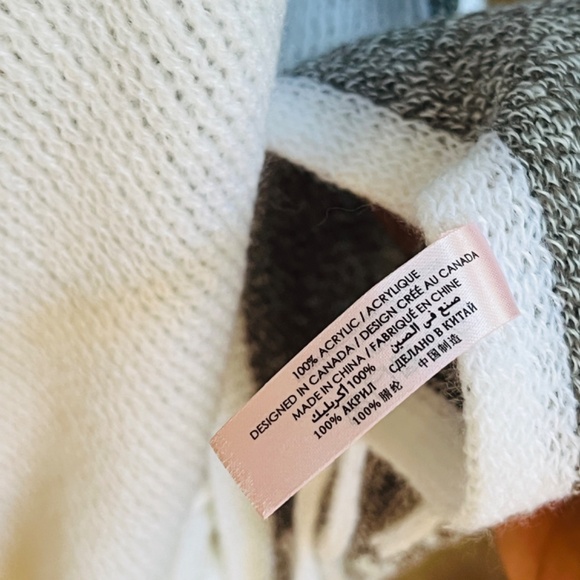 100% ACRYLIC / ACRYLIQUE
DESIGNED IN CANADA / DESIGN CRÉÉ AU CANADA
MADE IN CHINA / FABRIQUÉ EN CHINE
100% أكريليك صنع في الصين
100% АКРИЛ СДЕЛАНО В КИТАЙ
100% 腈纶 中国制造